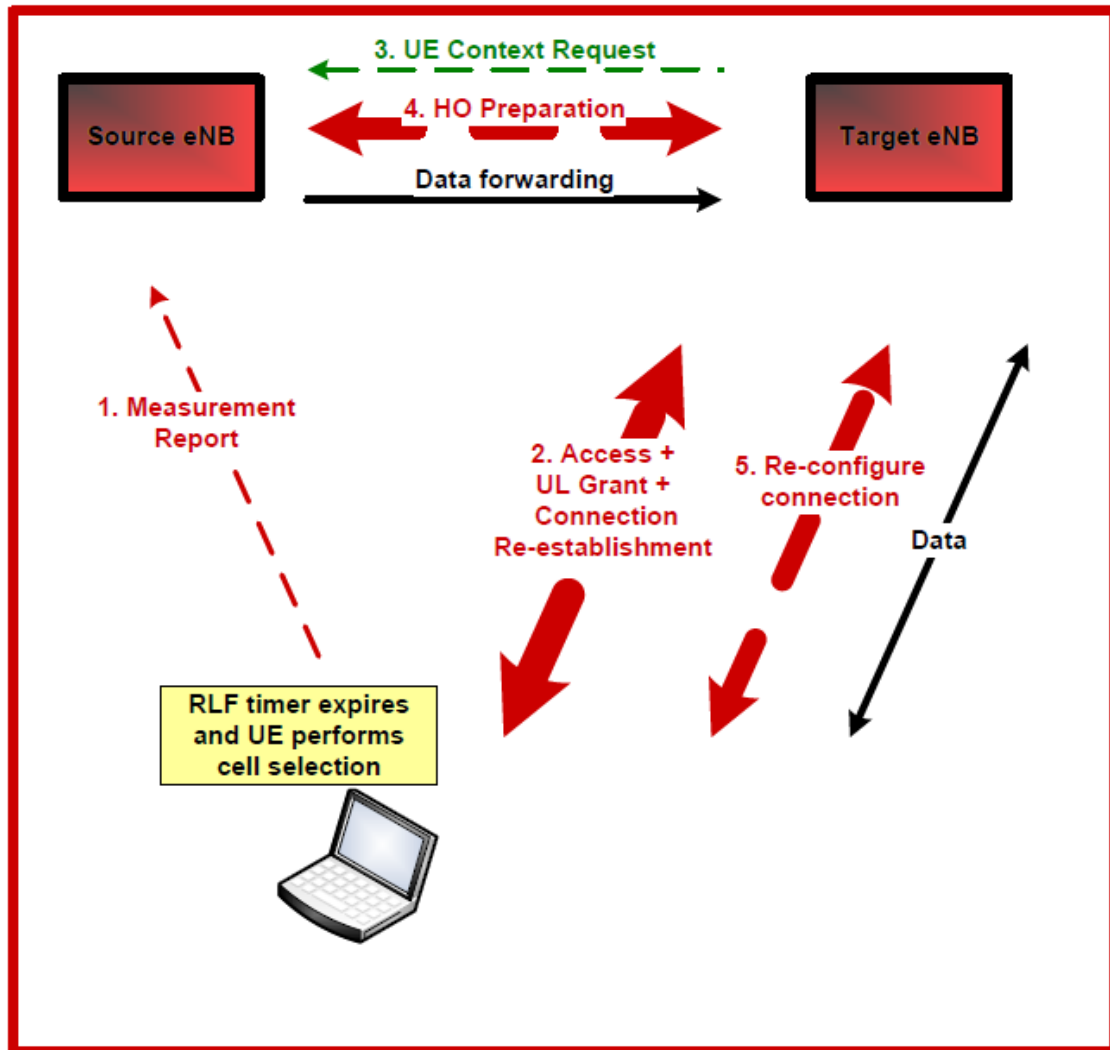 3. UE Context Request
Source eNB
4. HO Preparation
Target eNB
Data forwarding
1. Measurement
Report
2. Access +
UL Grant +
Connection
Re-establishment
5. Re-configure
connection
Data
RLF timer expires
and UE performs
cell selection